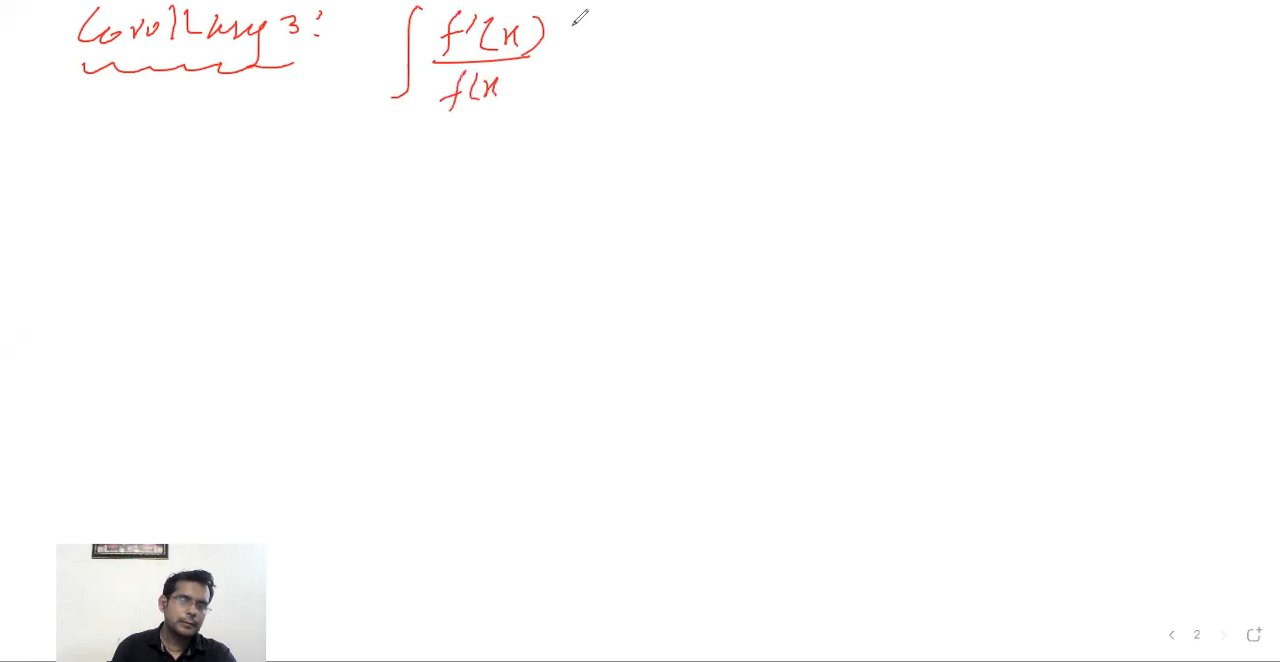 Corollary 3:
∫ f'(x)
f(x
2